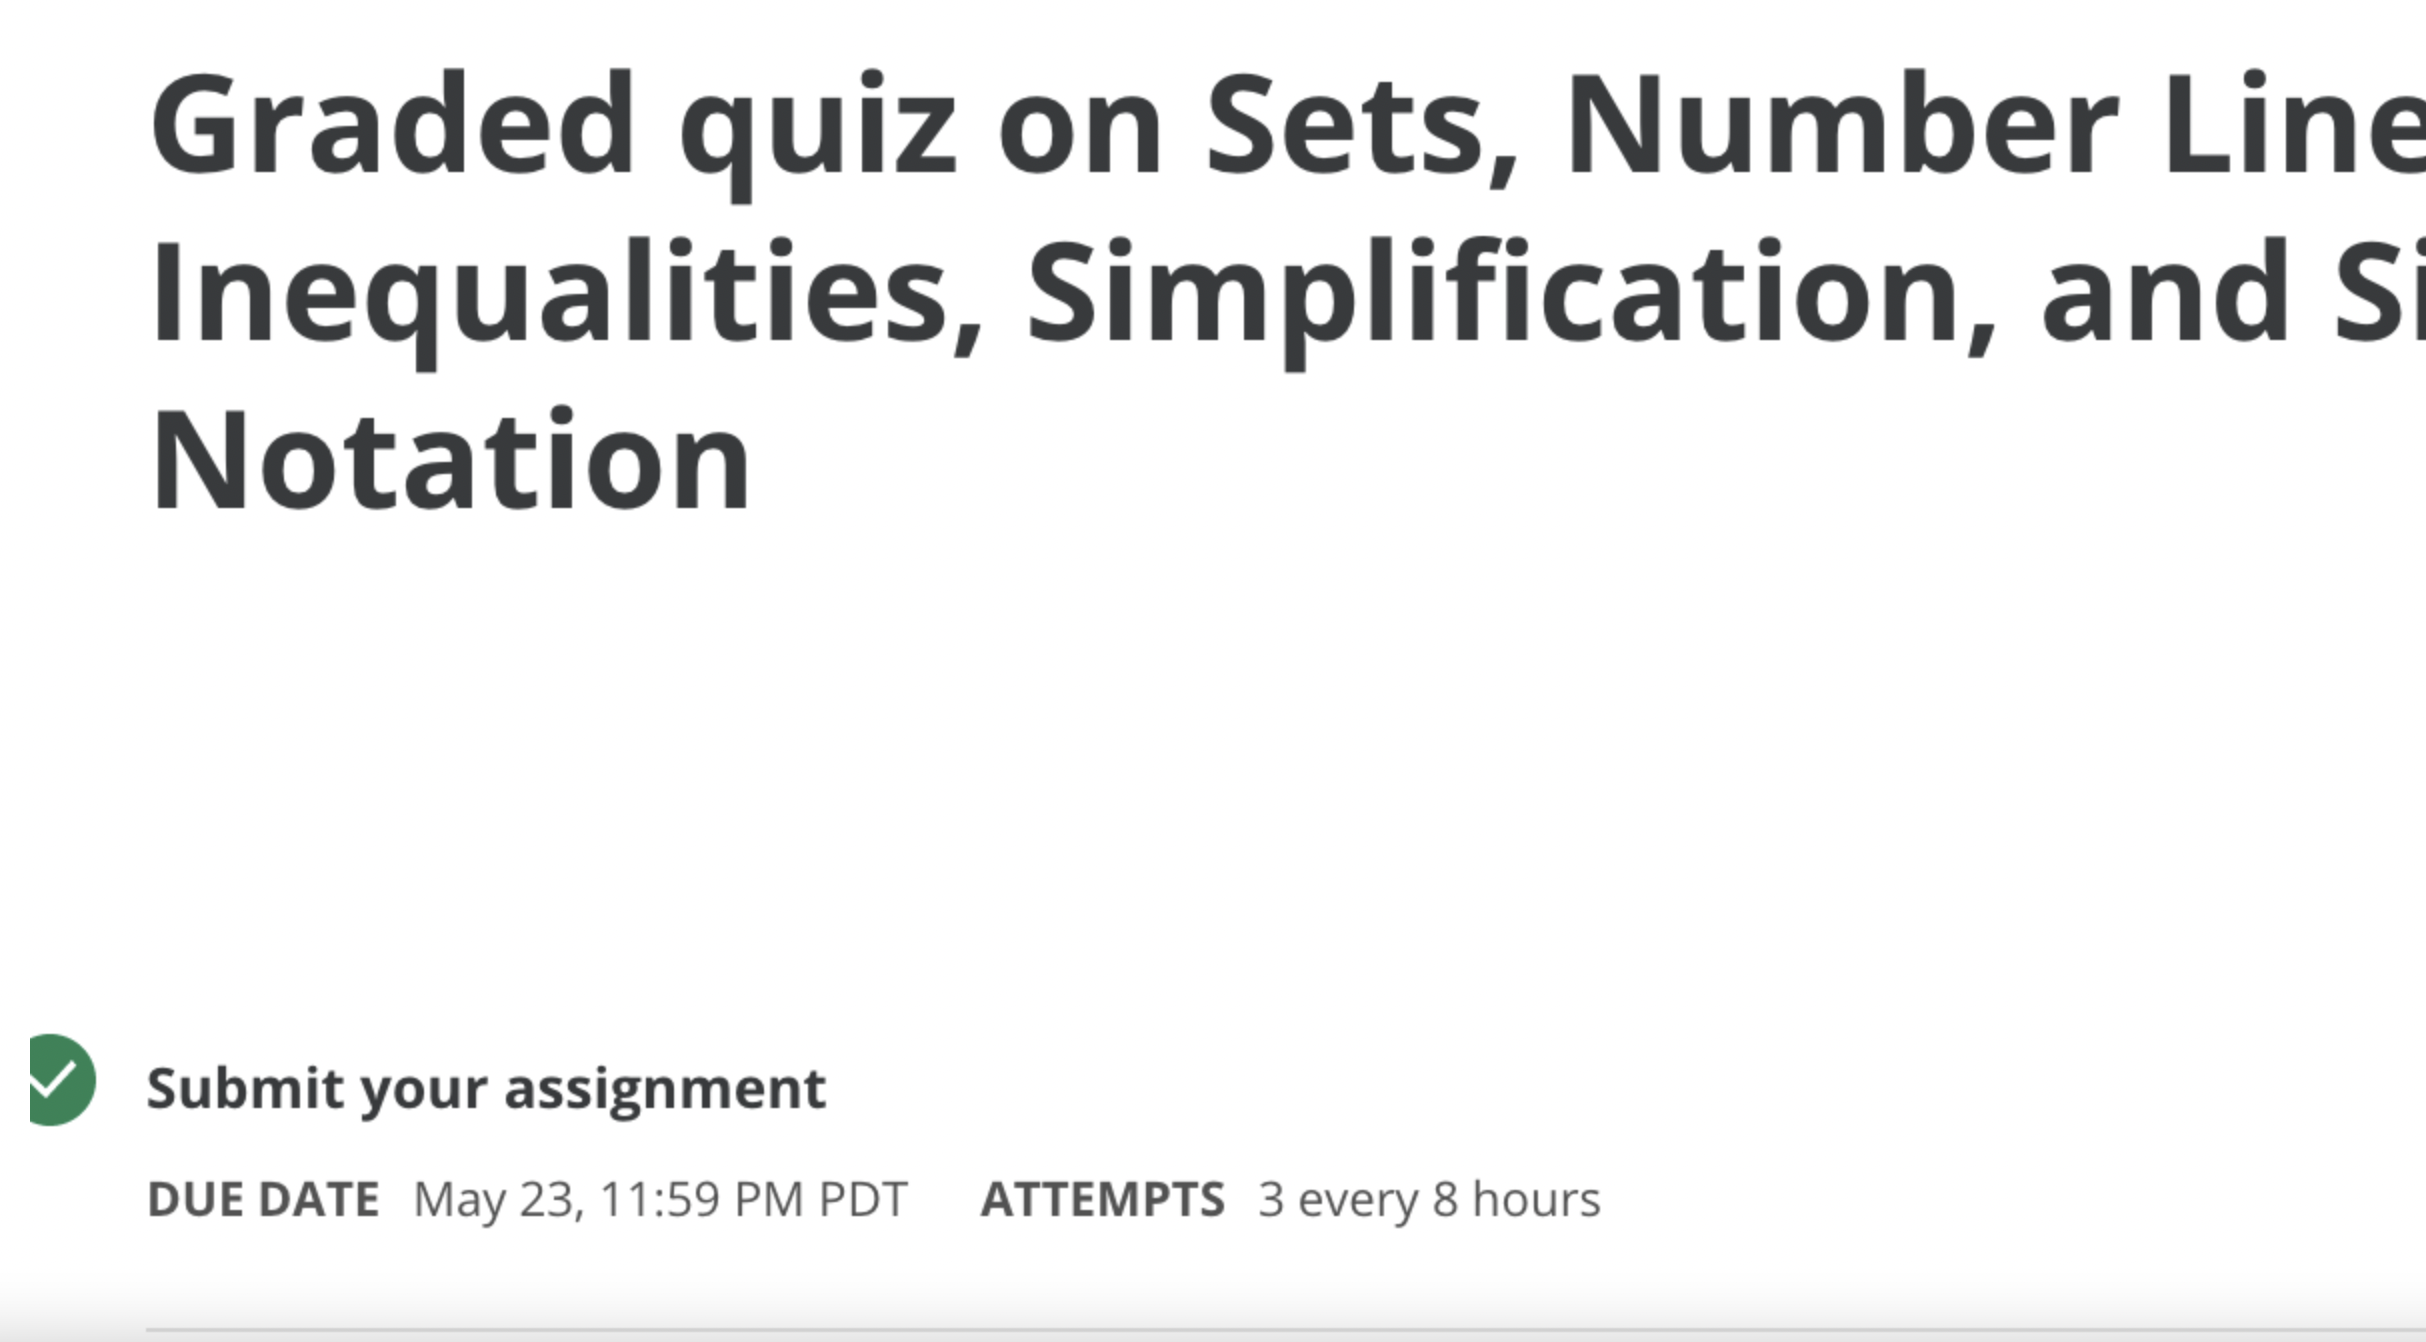 Graded quiz on Sets, Number Line
Inequalities, Simplification, and
Notation
Submit your assignment
DUE DATE May 23, 11:59 PM PDT ATTEMPTS 3 every 8 hours